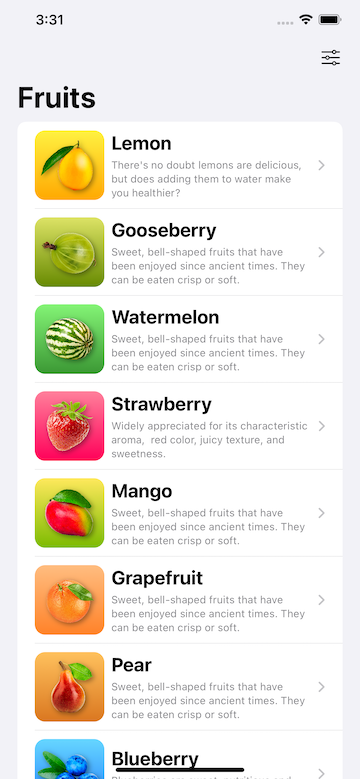 3:31
Fruits
Lemon
There's no doubt lemons are delicious,
but does adding them to water make
you healthier?
Gooseberry
Sweet, bell-shaped fruits that have
been enjoyed since ancient times. They
can be eaten crisp or soft.
Watermelon
Sweet, bell-shaped fruits that have
been enjoyed since ancient times. They
can be eaten crisp or soft.
Strawberry
Widely appreciated for its characteristic
aroma,  red color, juicy texture, and
sweetness.
Mango
Sweet, bell-shaped fruits that have
been enjoyed since ancient times. They
can be eaten crisp or soft.
Grapefruit
Sweet, bell-shaped fruits that have
been enjoyed since ancient times. They
can be eaten crisp or soft.
Pear
Sweet, bell-shaped fruits that have
been enjoyed since ancient times. They
can be eaten crisp or soft.
Blueberry